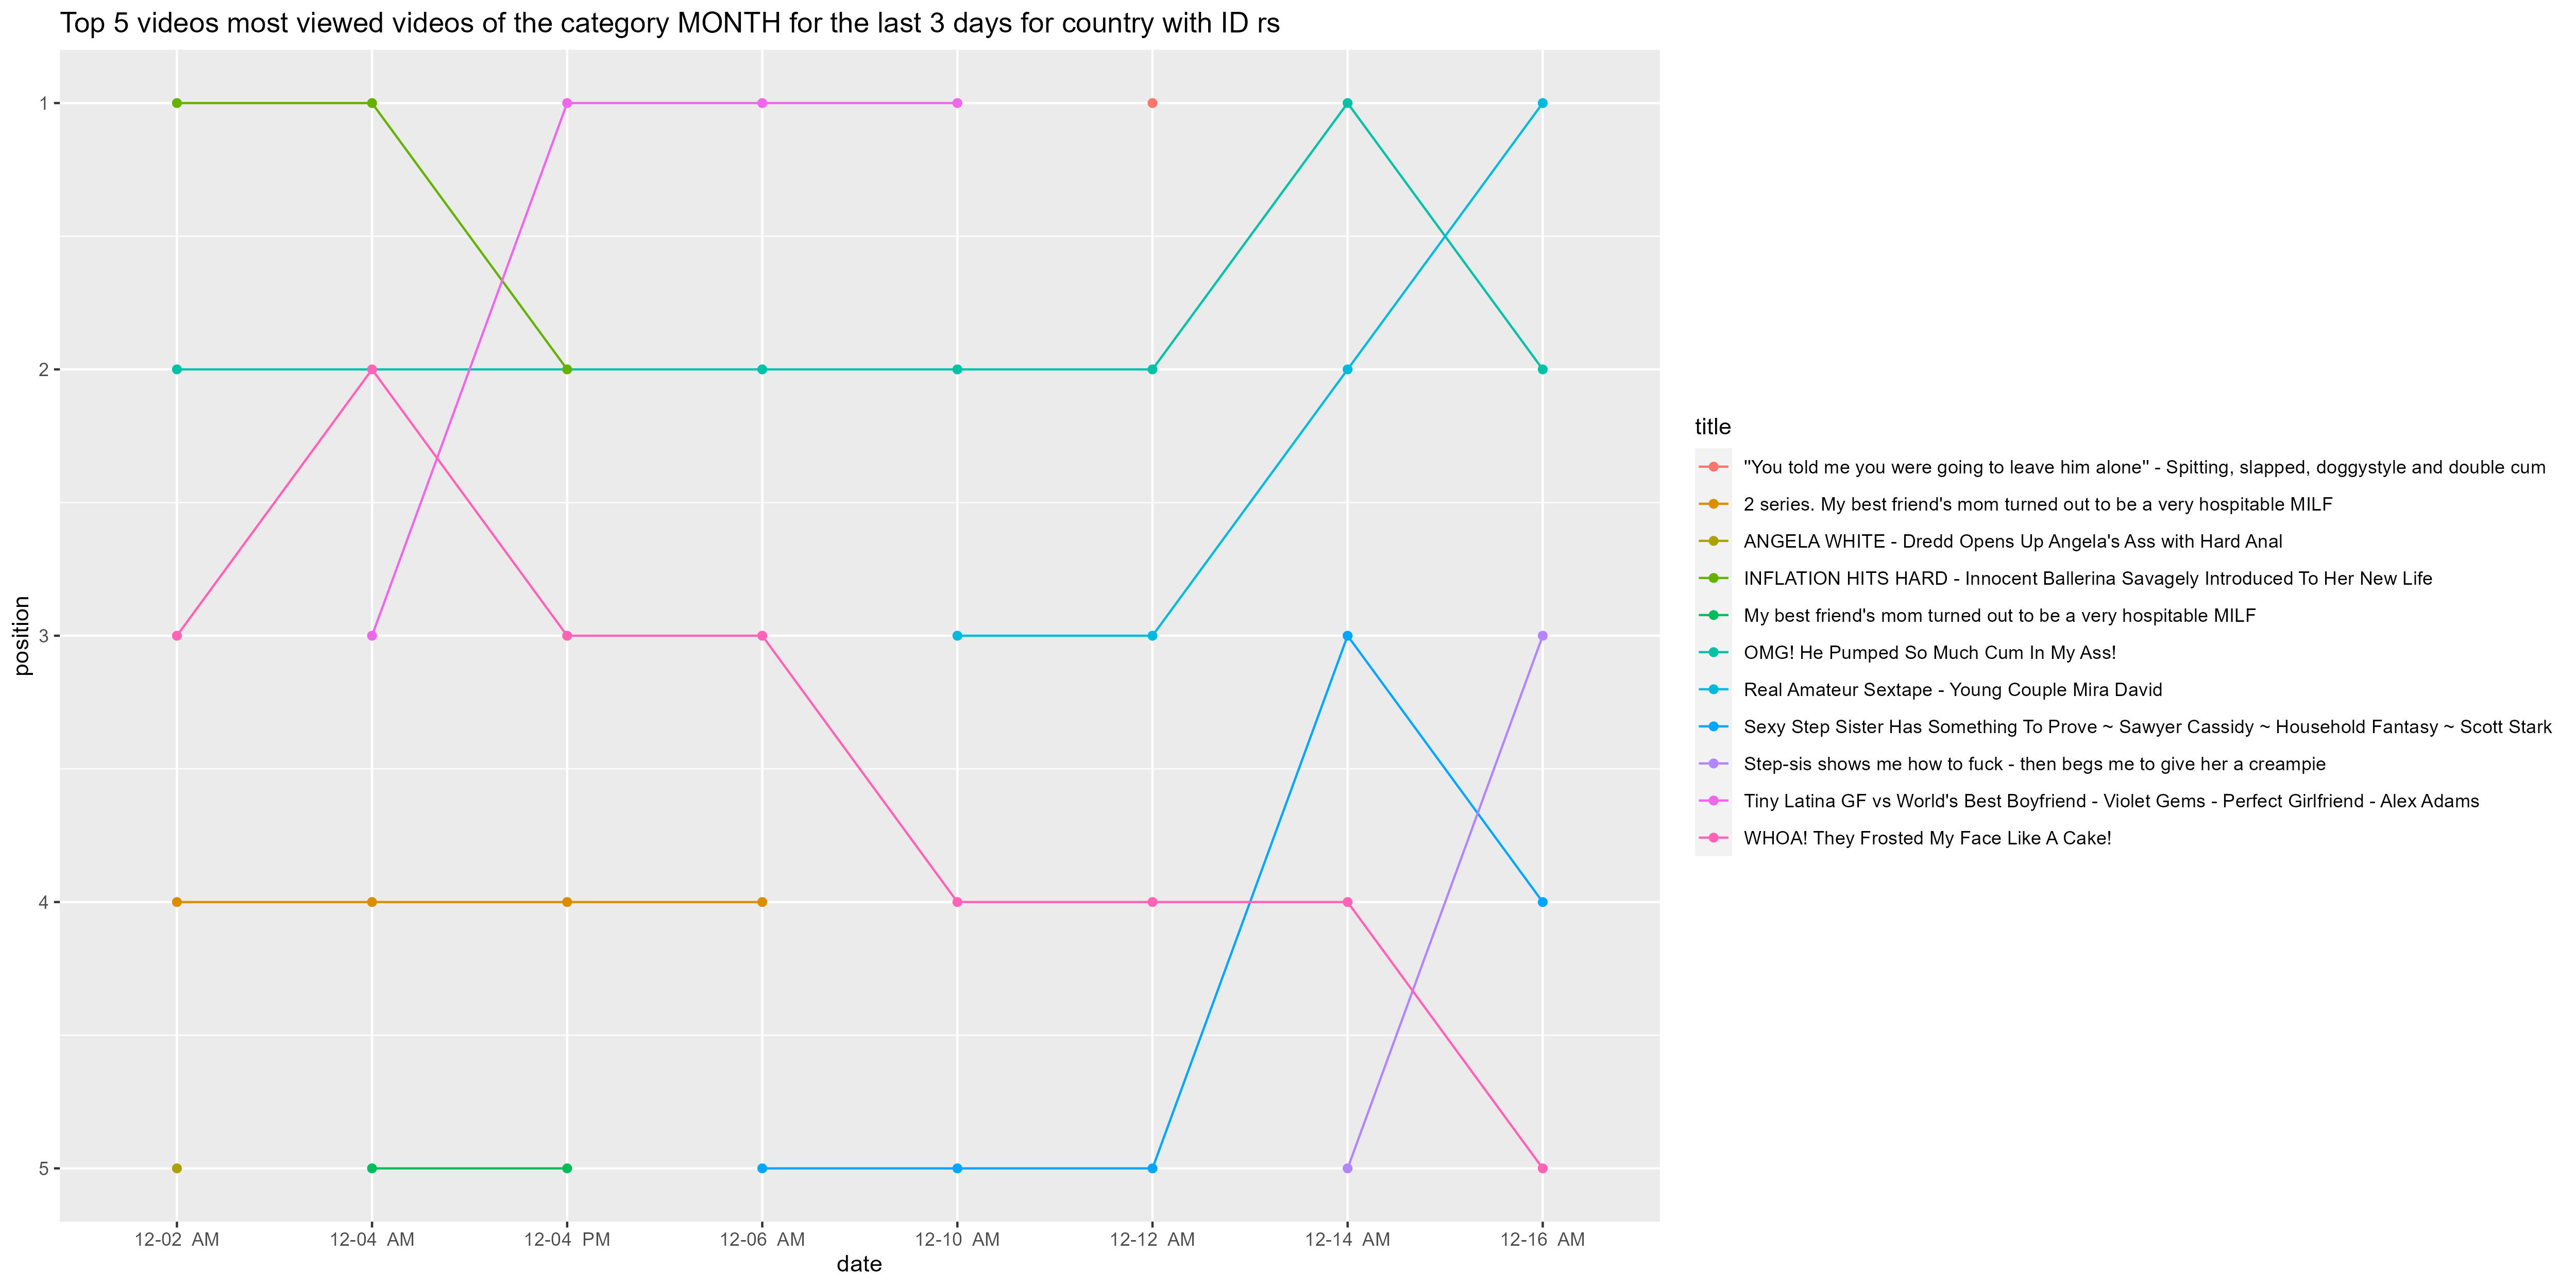 Top 5 videos most viewed videos of the category MONTH for the last 3 days for country with ID rs
position
1
2
3
4
5
12-02 AM
12-04 AM
12-04 PM
12-06 AM
12-10 AM
12-12 AM
12-14 AM
12-16 AM
date
title
"You told me you were going to leave him alone" - Spitting, slapped, doggystyle and double cum
2 series. My best friend's mom turned out to be a very hospitable MILF
ANGELA WHITE - Dredd Opens Up Angela's Ass with Hard Anal
INFLATION HITS HARD - Innocent Ballerina Savagely Introduced To Her New Life
My best friend's mom turned out to be a very hospitable MILF
OMG! He Pumped So Much Cum In My Ass!
Real Amateur Sextape - Young Couple Mira David
Sexy Step Sister Has Something To Prove ~ Sawyer Cassidy ~ Household Fantasy ~ Scott Stark
Step-sis shows me how to fuck - then begs me to give her a creampie
Tiny Latina GF vs World's Best Boyfriend - Violet Gems - Perfect Girlfriend - Alex Adams
WHOA! They Frosted My Face Like A Cake!